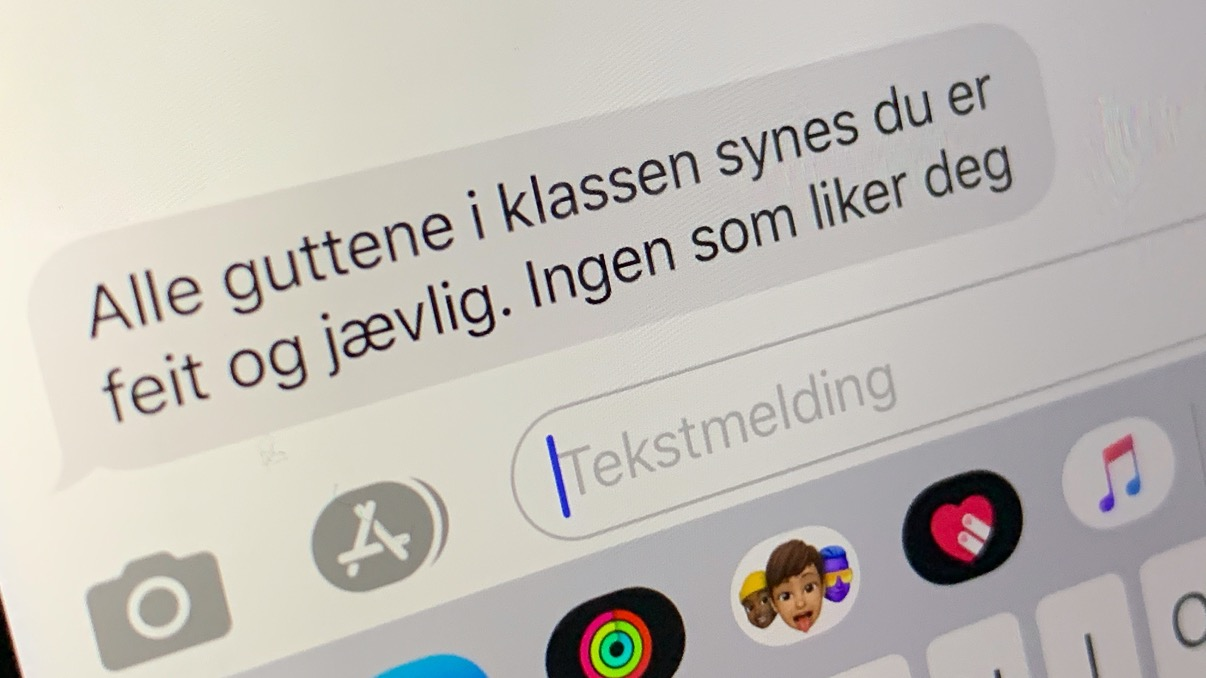 Alle guttene i klassen synes du er
feit og jævlig. Ingen som liker deg
Tekstmelding